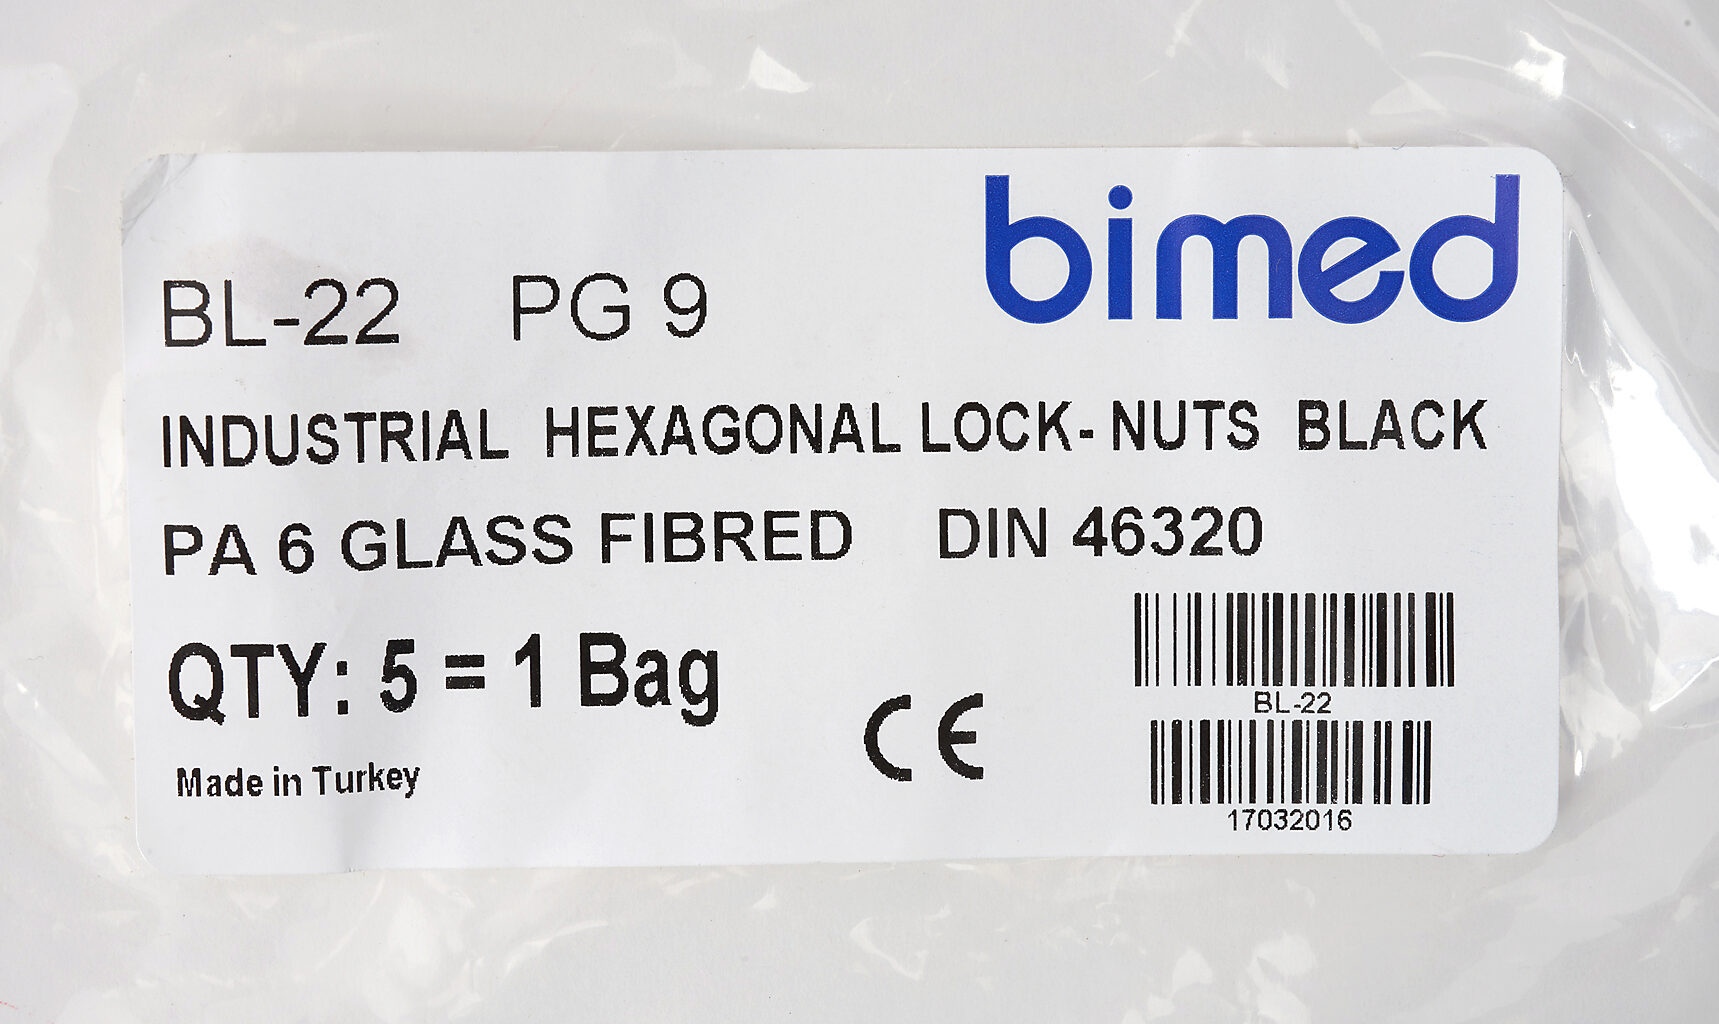 bimed
BL-22 PG 9
INDUSTRIAL HEXAGONAL LOCK- NUTS BLACK
PA 6 GLASS FIBRED DIN 46320
QTY: 5 = 1 Bag
BL-22
CE
17032016
Made in Turkey